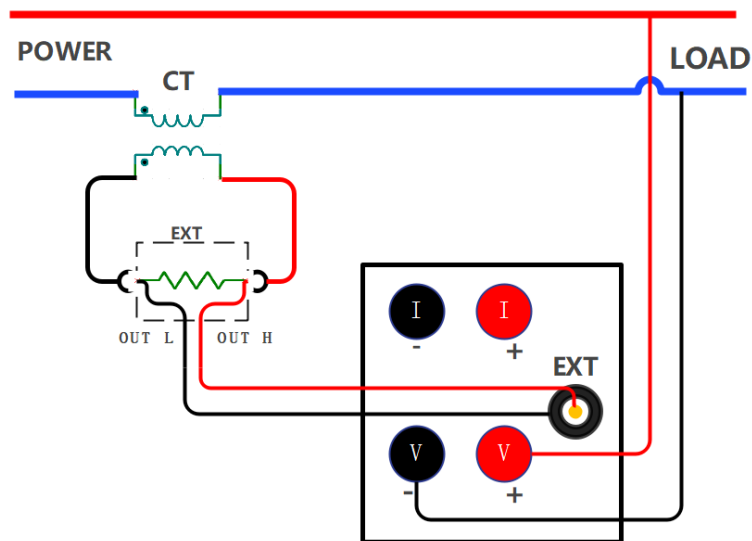 POWER
CT
LOAD
EXT
OUT L OUT H
I I
- +
EXT
V V
- +